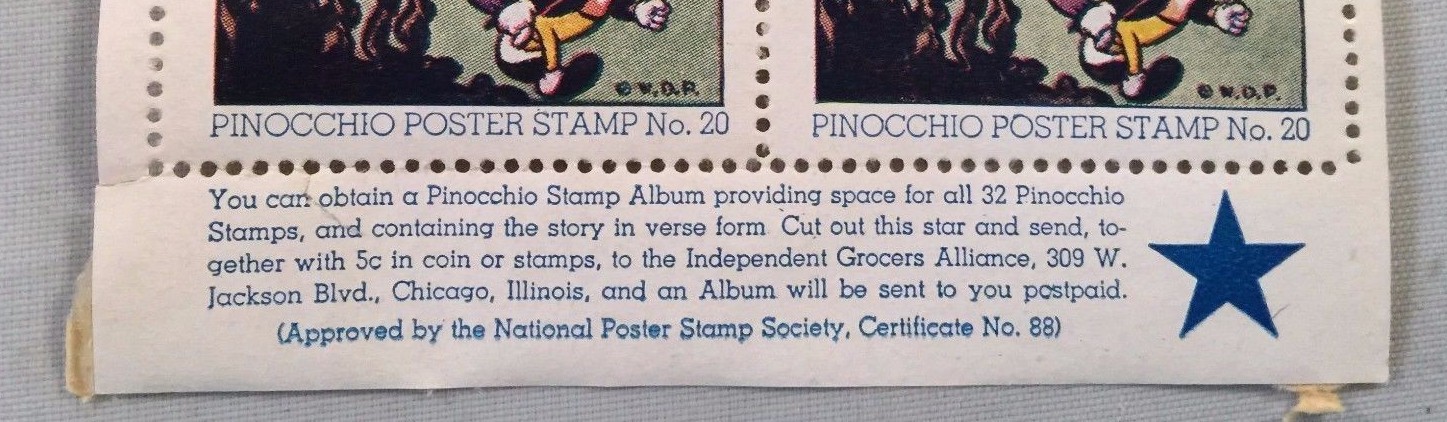 © W.D.P. © W.D.P.
PINOCCHIO POSTER STAMP No. 20 PINOCCHIO POSTER STAMP No. 20
You can obtain a Pinocchio Stamp Album providing space for all 32 Pinocchio
Stamps, and containing the story in verse form. Cut out this star and send, to-
gether with 5c in coin or stamps, to the Independent Grocers Alliance, 309 W.
Jackson Blvd., Chicago, Illinois, and an Album will be sent to you postpaid.
(Approved by the National Poster Stamp Society, Certificate No. 88)